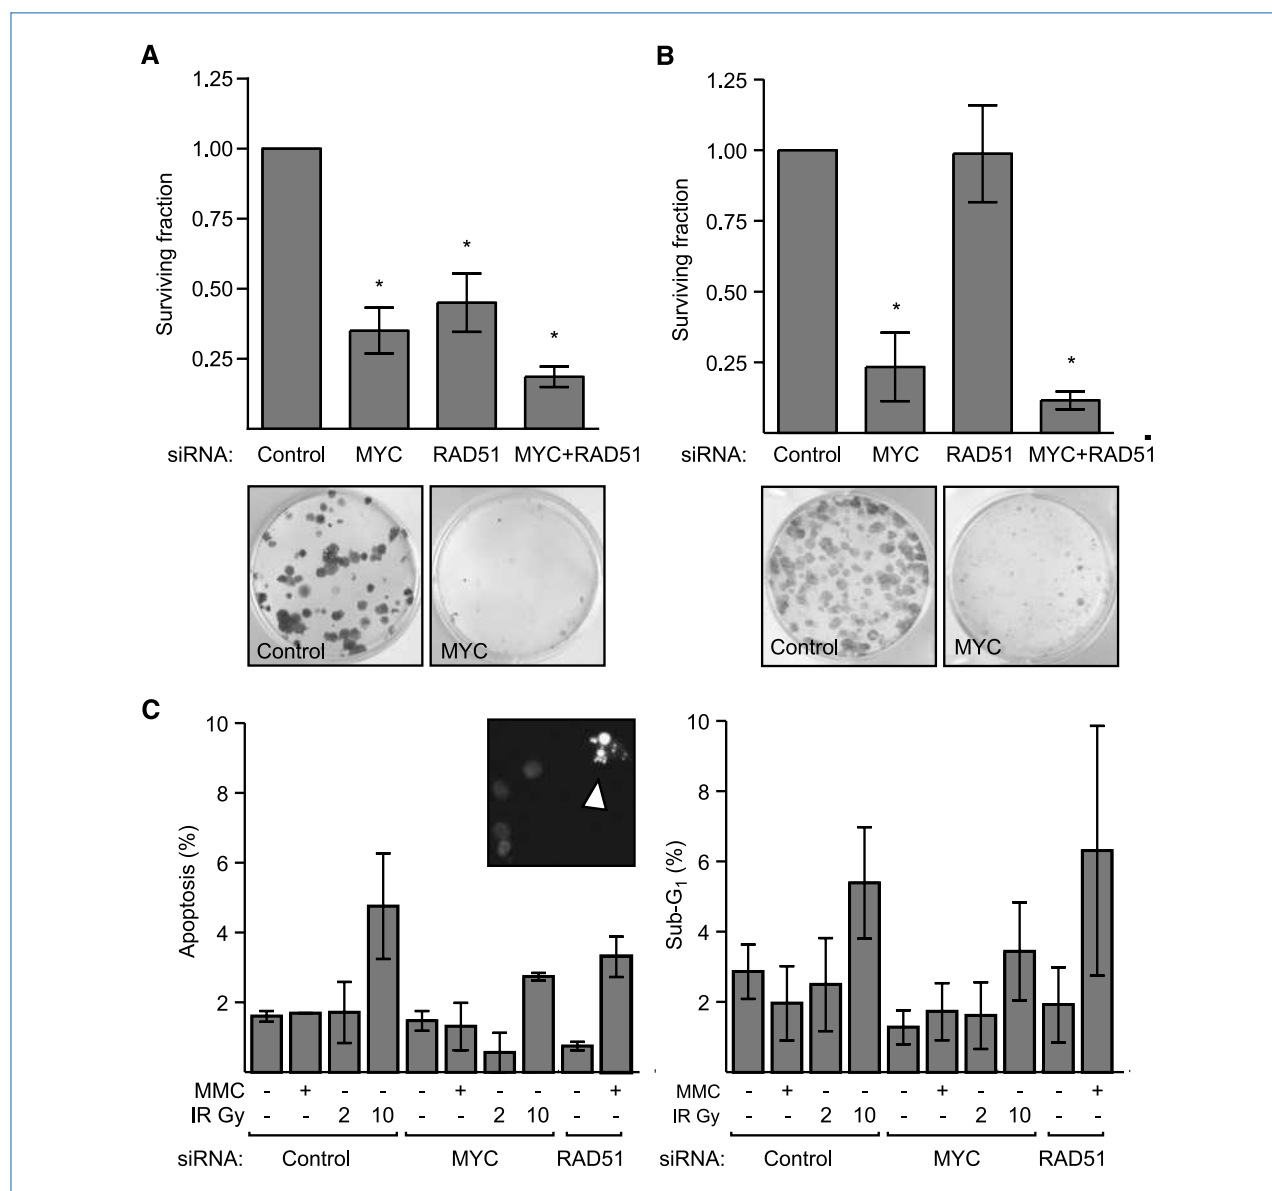 A
1.25
1.00
0.75
0.50
0.25
Surviving fraction
*
*
*
siRNA: Control MYC RAD51 MYC+RAD51
Control
MYC
B
1.25
1.00
0.75
0.50
0.25
Surviving fraction
*
*
siRNA: Control MYC RAD51 MYC+RAD51
Control
MYC
C
10
8
6
4
2
Apoptosis (%)
MMC - + - - - + - - - +
IR Gy - - 2 10 - - 2 10 - -
siRNA: Control MYC RAD51
10
8
6
4
2
Sub-G1 (%)
MMC - + - - - + - - - +
IR Gy - - 2 10 - - 2 10 - -
siRNA: Control MYC RAD51